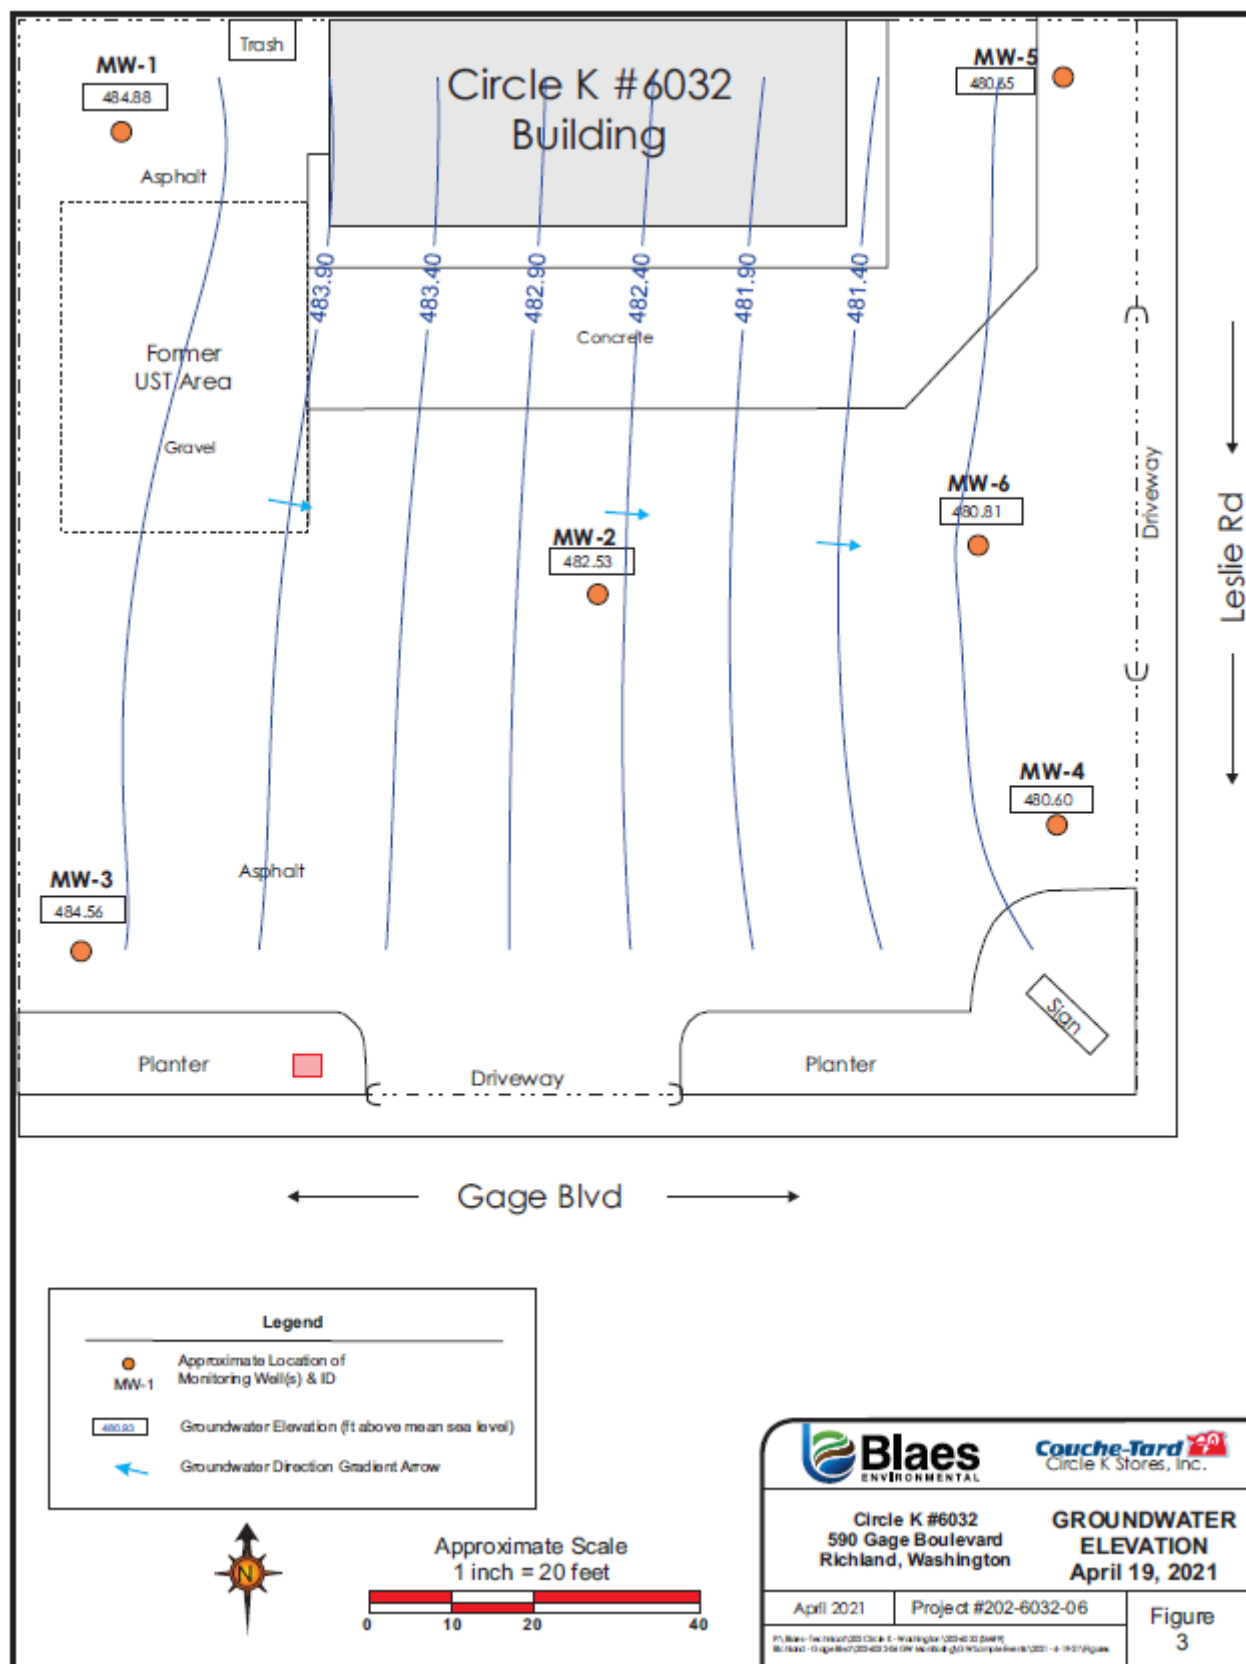 Trash
MW-1
484.88
Circle K #6032
Building
MW-5
480.65
Asphalt
483.90
483.40
482.90
482.40
481.90
481.40
Concrete
Former
UST Area
Gravel
MW-2
482.53
MW-6
480.81
Driveway
Leslie Rd
MW-4
480.60
Asphalt
MW-3
484.56
Sign
Planter
Driveway
Planter
Gage Blvd
Legend
MW-1
Approximate Location of
Monitoring Well(s) & ID
480.93
Groundwater Elevation (ft above mean sea level)
Groundwater Direction Gradient Arrow
N
Approximate Scale
1 inch = 20 feet
0 10 20 40
Blaes
ENVIRONMENTAL
Couche-Tard
Circle K Stores, Inc.
Circle K #6032
590 Gage Boulevard
Richland, Washington
GROUNDWATER
ELEVATION
April 19, 2021
April 2021
Project #202-6032-06
Figure
3